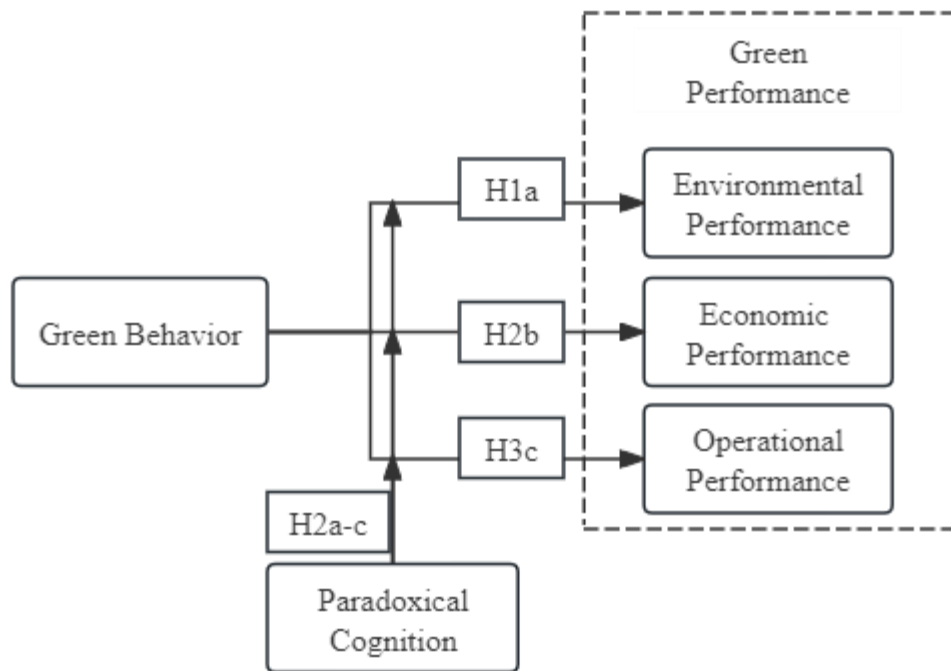 Green
Performance
H1a
Environmental
Performance
Green Behavior
H2b
Economic
Performance
H3c
Operational
Performance
H2a-c
Paradoxical
Cognition